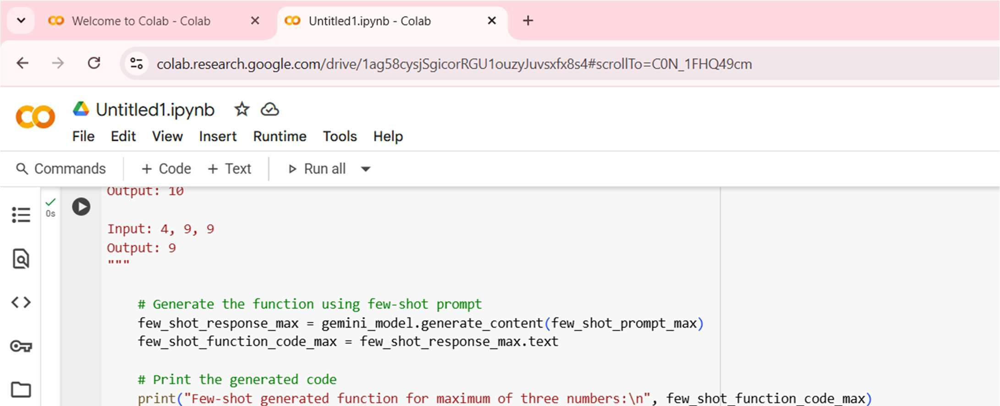 Welcome to Colab - Colab
Untitled1.ipynb - Colab
colab.research.google.com/drive/1ag58cysjSgicorRGU1ouzyJuvsxfx8s4#scrollTo=C0N_1FHQ49cm
Untitled1.ipynb
File Edit View Insert Runtime Tools Help
Commands + Code + Text Run all
Output: 10
0s
Input: 4, 9, 9
Output: 9
"""
# Generate the function using few-shot prompt
few_shot_response_max = gemini_model.generate_content(few_shot_prompt_max)
few_shot_function_code_max = few_shot_response_max.text
# Print the generated code
print("Few-shot generated function for maximum of three numbers:\n", few_shot_function_code_max)